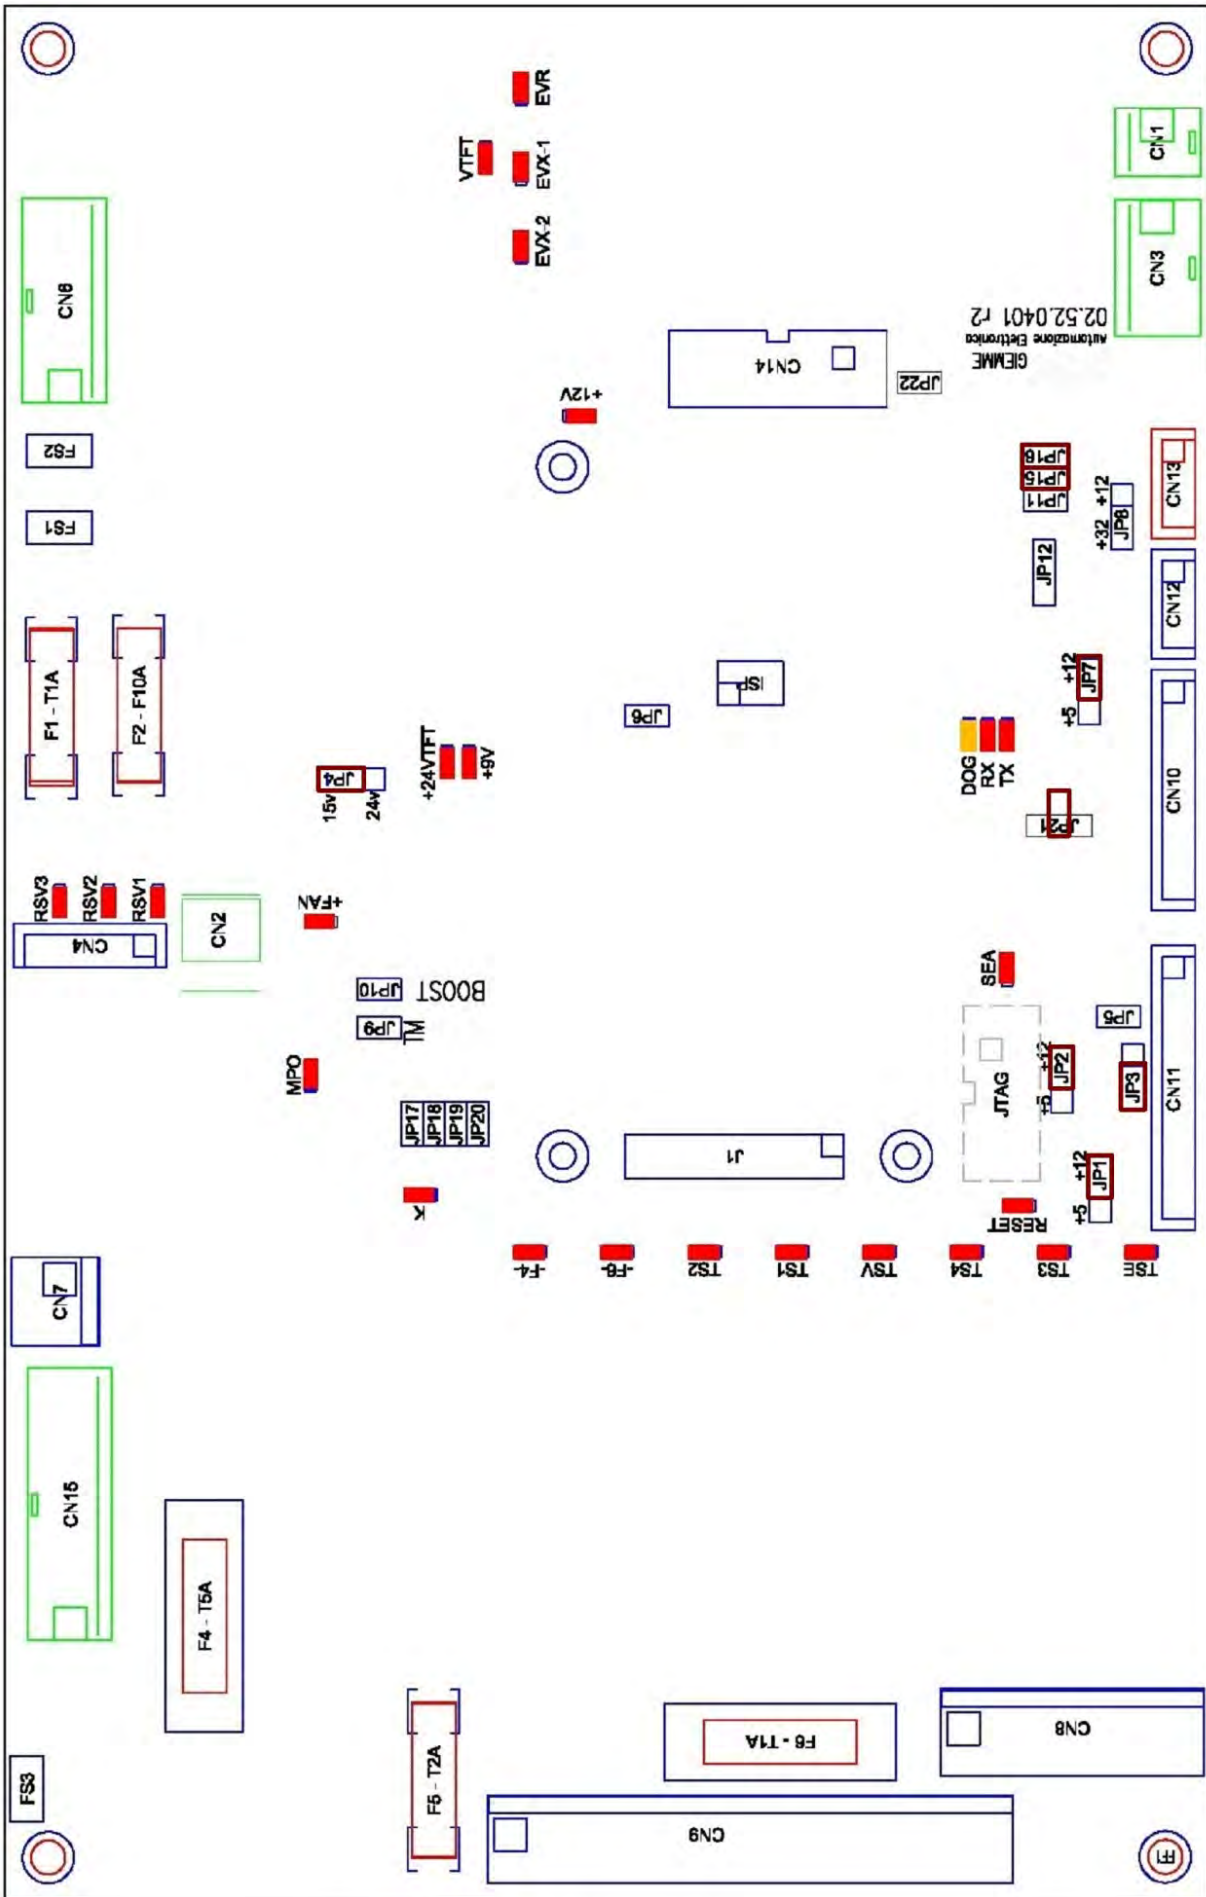 EVR
VTFT
EVX-1
EVX-2
CN1
CN6
CN3
02.52.0401 r2
Automazione Elettronica
GIEMME
CN14
JP22
+12V
FS2
FS1
JP16
JP15
JP11
+12
JP8
+32
CN13
JP12
CN12
F1 - T1A
F2 - F10A
ISP
JP6
+12
JP7
+5
DOG
RX
TX
CN10
JP4
15v
24v
+24VTFT
+9V
JP21
RSV3
RSV2
RSV1
CN4
CN2
+FAN
SEA
JP10
BOOST
JP9
TM
JP5
MPO
JTAG
+12
JP2
+5
JP3
CN11
JP17
JP18
JP19
JP20
J1
+12
JP1
+5
K
RESET
-F4-
-F6-
TS2
TS1
TSV
TS4
TS3
TSE
CN7
CN15
F4 - T5A
F5 - T2A
F6 - T1A
CN8
FS3
CN9